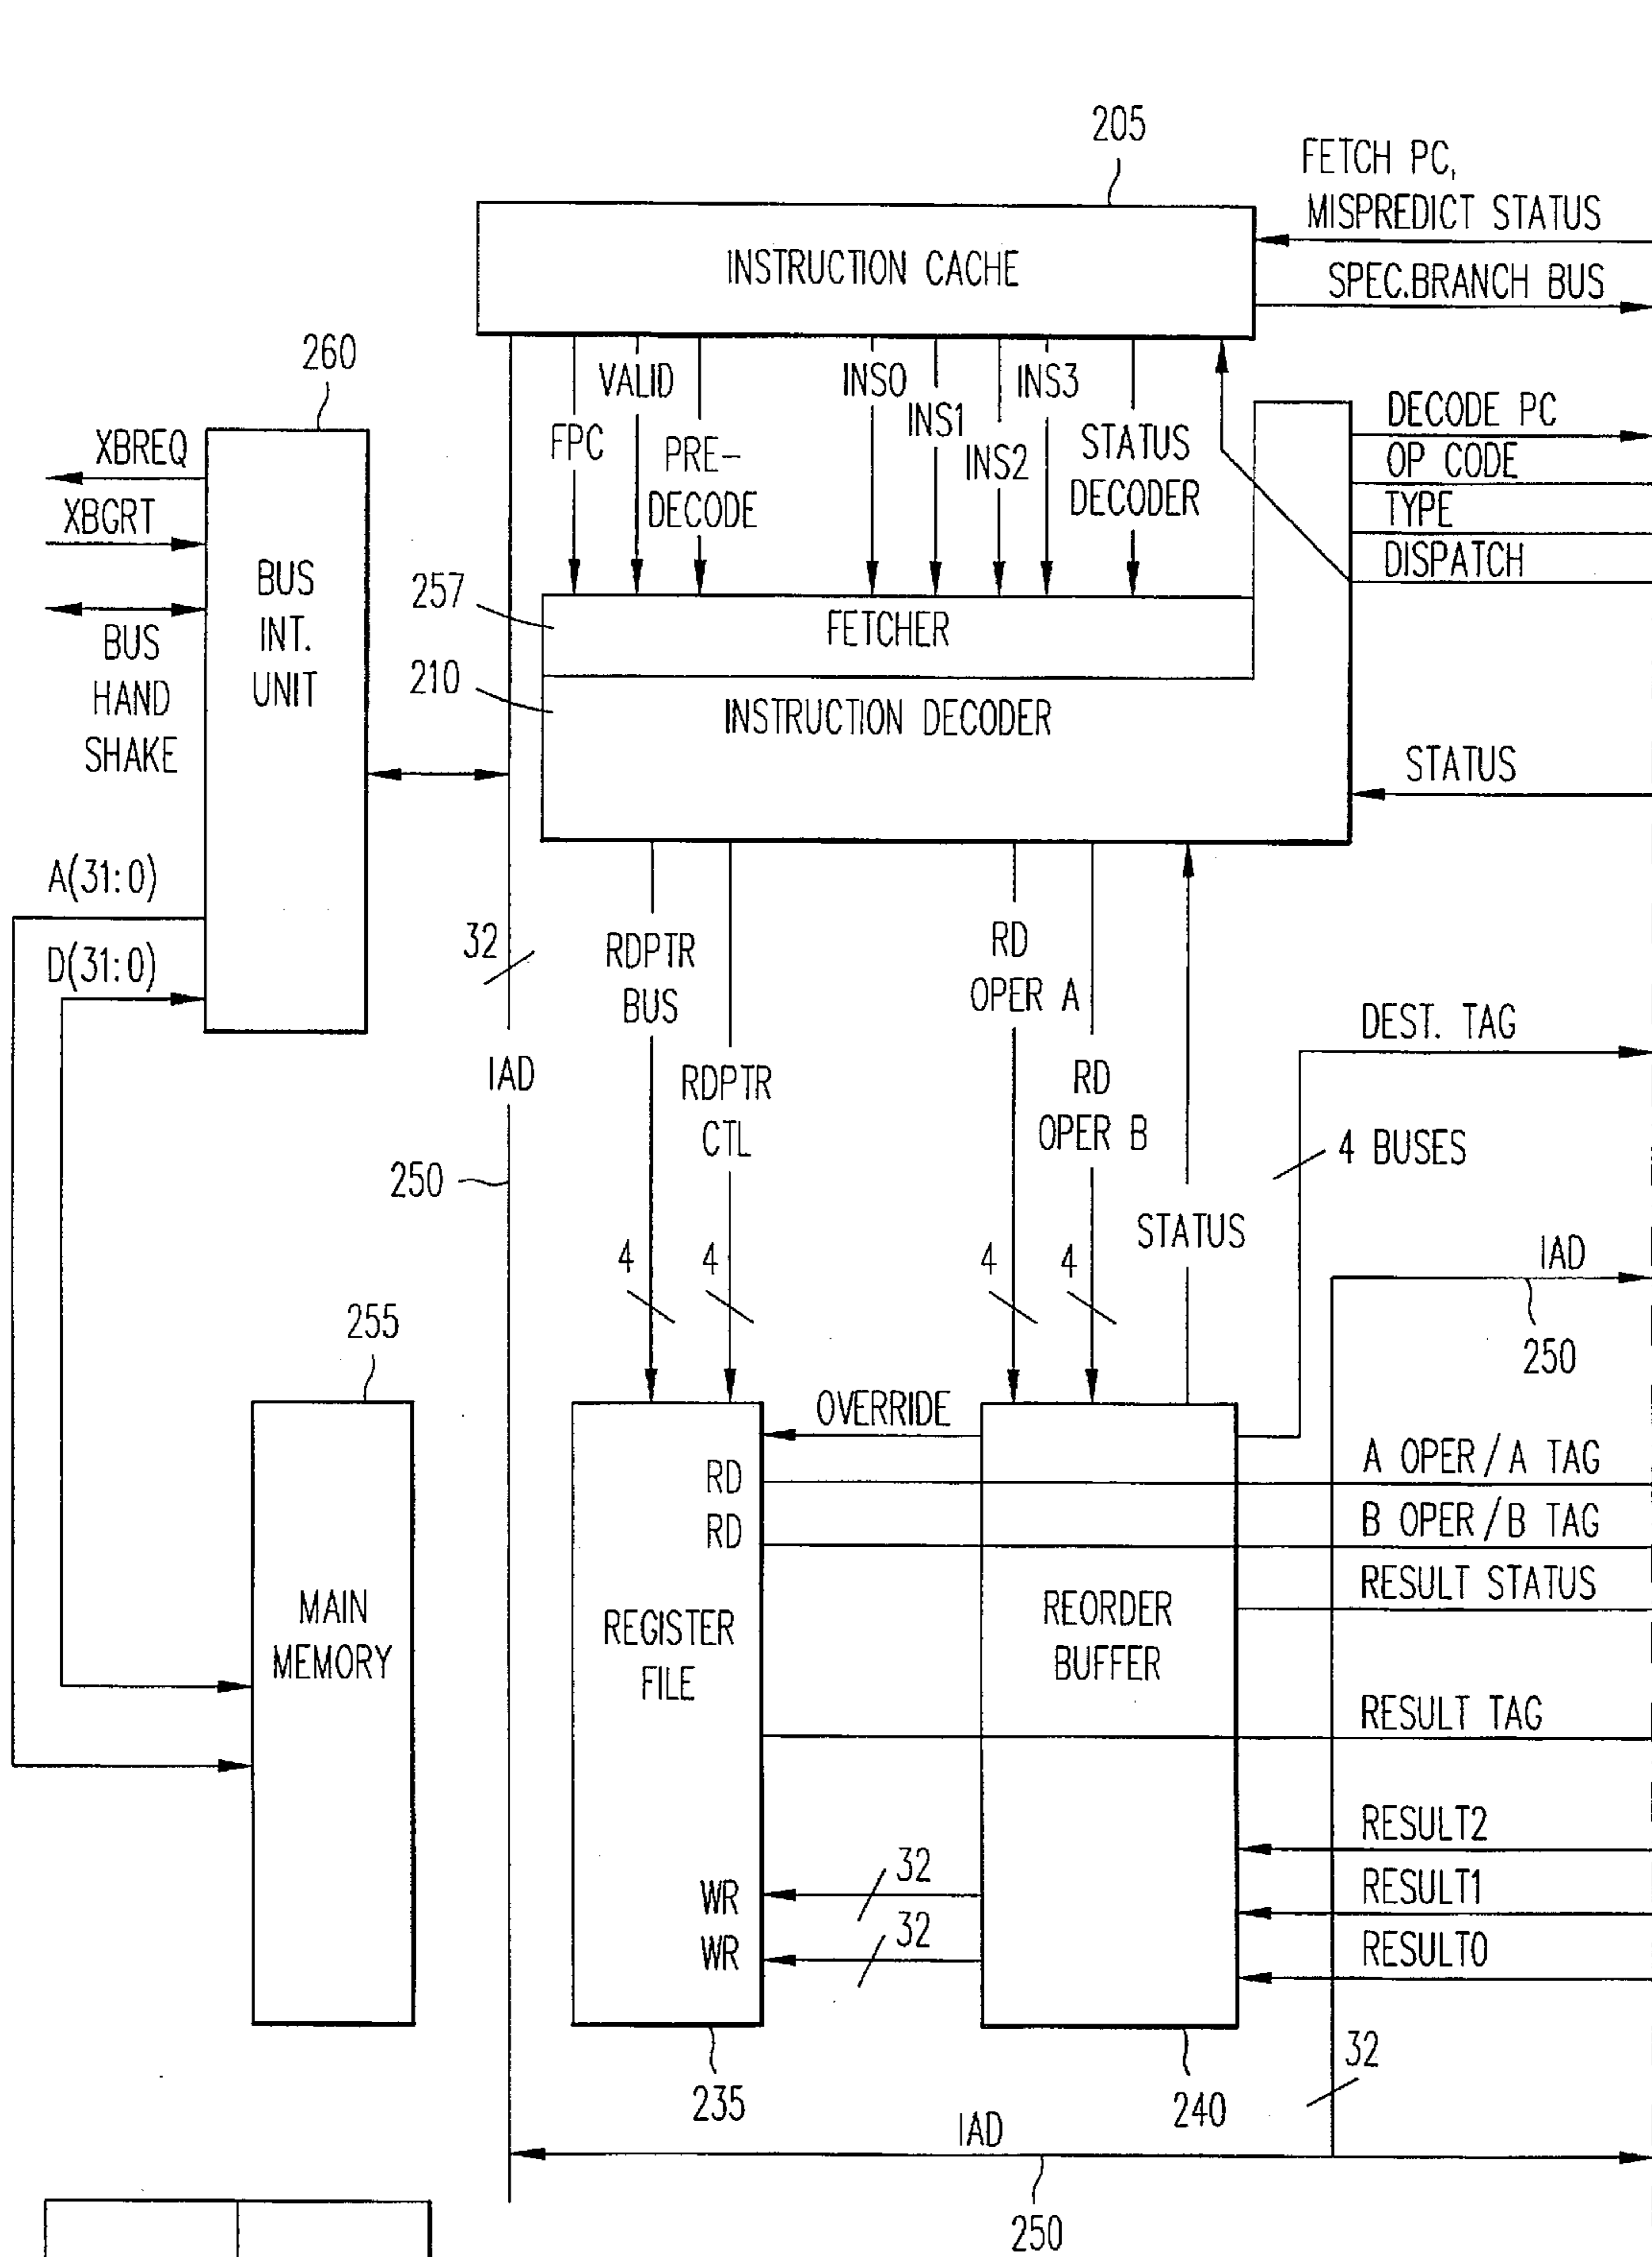 205
FETCH PC,
MISPREDICT STATUS
INSTRUCTION CACHE
SPEC.BRANCH BUS
260
XBREQ
XBGRT
BUS
HAND
SHAKE
BUS
INT.
UNIT
A(31:0)
D(31:0)
FPC
VALID
PRE-
DECODE
INS0
INS1
INS2
INS3
STATUS
DECODER
DECODE PC
OP CODE
TYPE
DISPATCH
257
FETCHER
210
INSTRUCTION DECODER
STATUS
32
IAD
250
RDPTR
BUS
RDPTR
CTL
RD
OPER A
RD
OPER B
STATUS
4
4
4
4
DEST. TAG
4 BUSES
IAD
250
255
MAIN
MEMORY
OVERRIDE
RD
RD
REGISTER
FILE
WR
WR
32
32
235
REORDER
BUFFER
240
A OPER/A TAG
B OPER/B TAG
RESULT STATUS
RESULT TAG
RESULT2
RESULT1
RESULT0
32
IAD
250